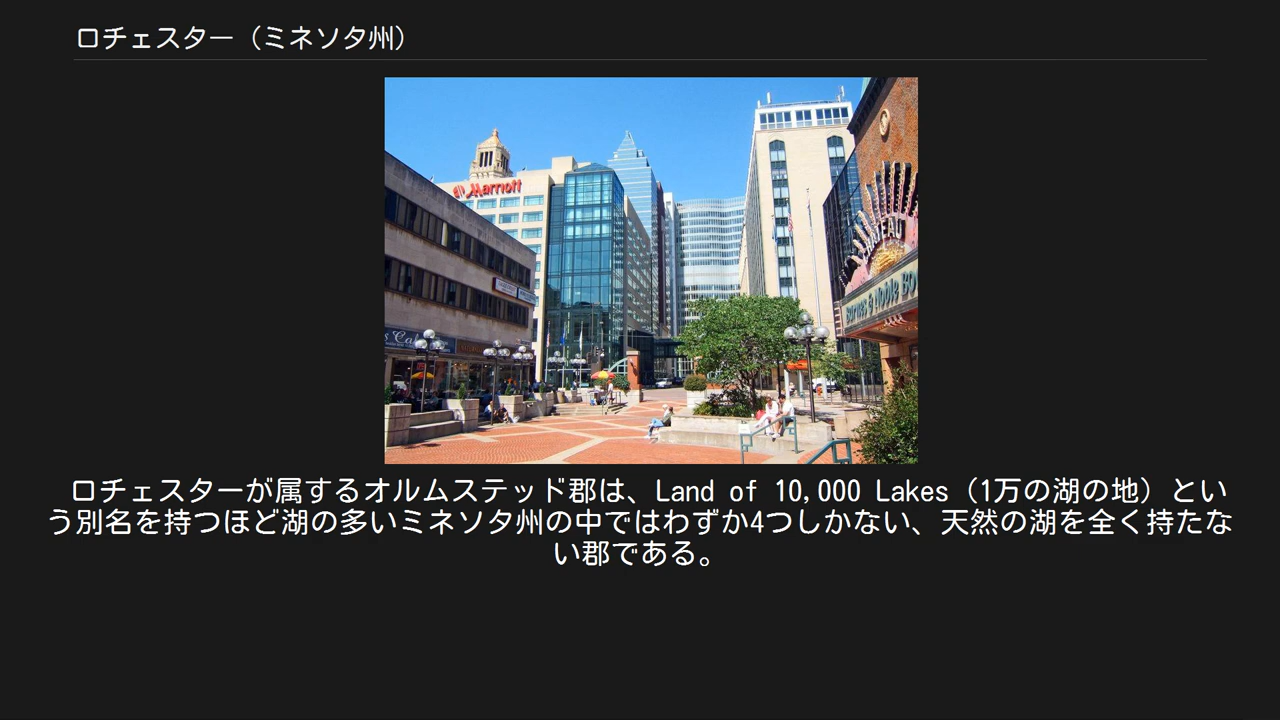 ロチェスター（ミネソタ州）
Marriott
CHATEAU
Barnes & Noble Bo
s Ca
ロチェスターが属するオルムステッド郡は、Land of 10,000 Lakes（1万の湖の地）とい
う別名を持つほど湖の多いミネソタ州の中ではわずか4つしかない、天然の湖を全く持たな
い郡である。